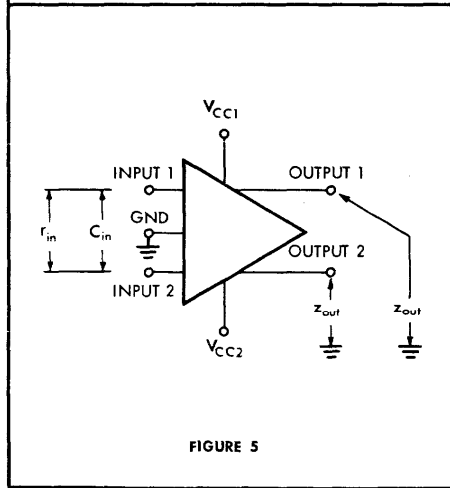 VCC1
INPUT 1
OUTPUT 1
rin
Cin
GND
OUTPUT 2
INPUT 2
zout
zout
VCC2
FIGURE 5